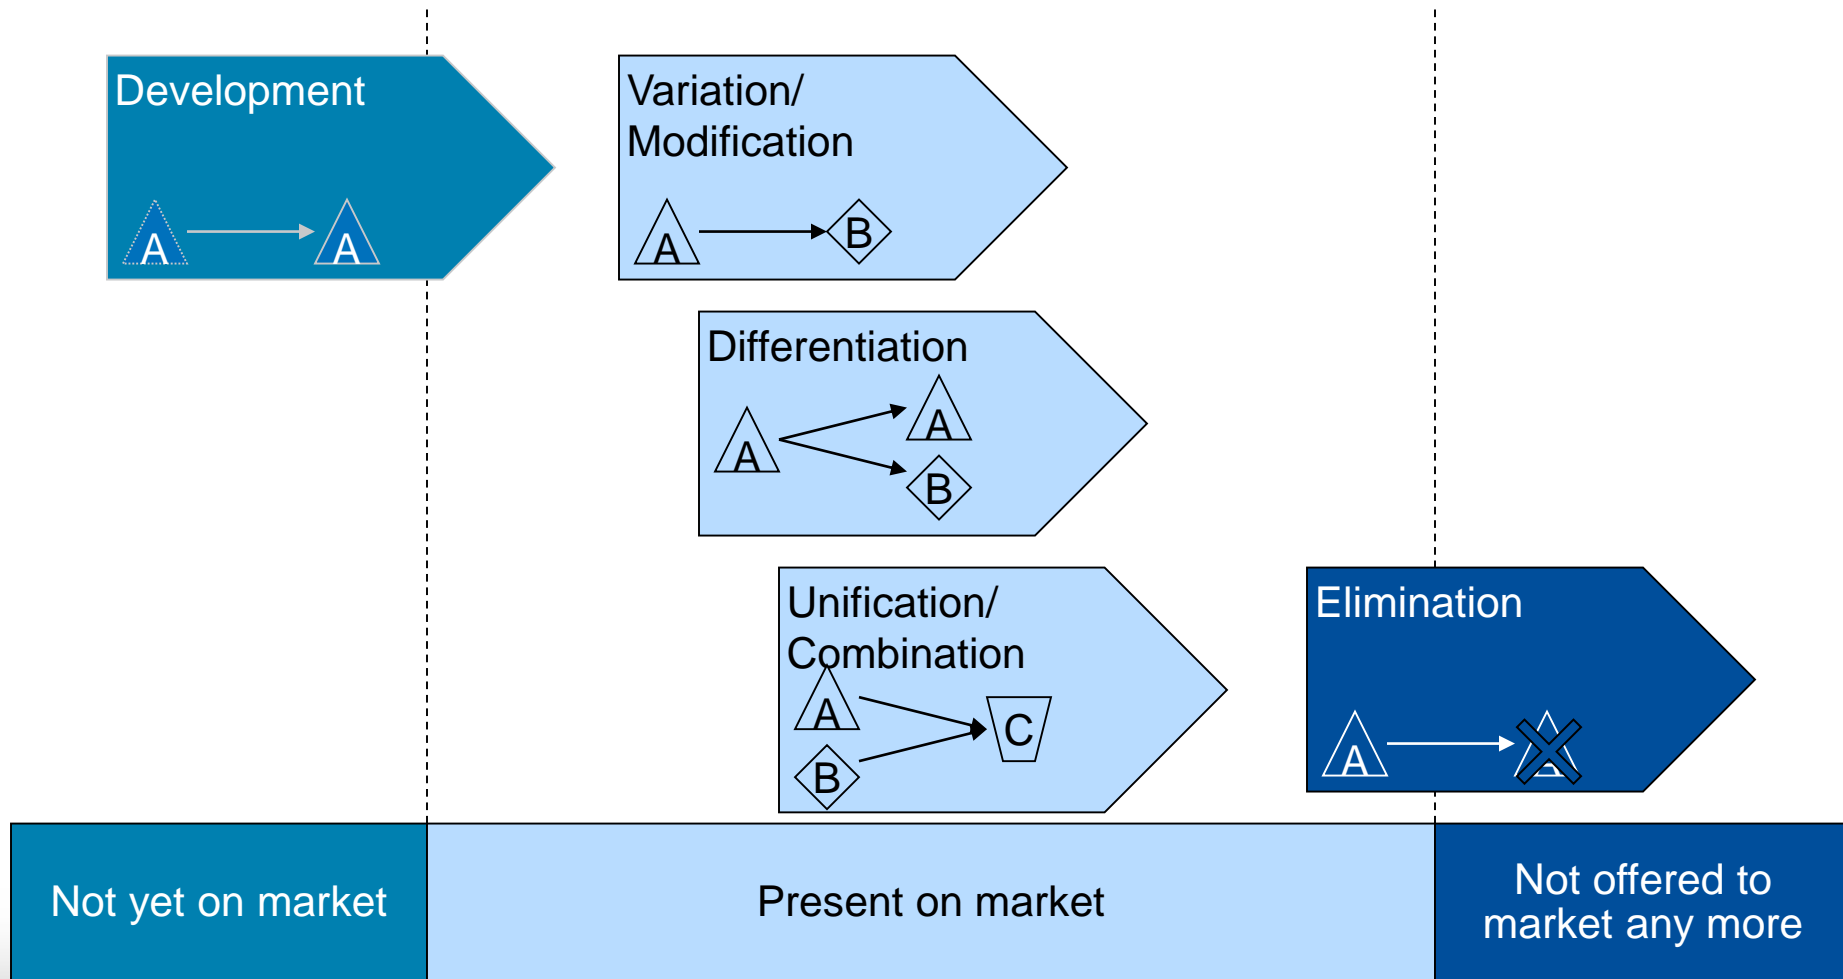 Development
A
A
Variation/
Modification
A
B
Differentiation
A
A
B
Unification/
Combination
A
B
C
Elimination
A
A
Not yet on market
Present on market
Not offered to
market any more